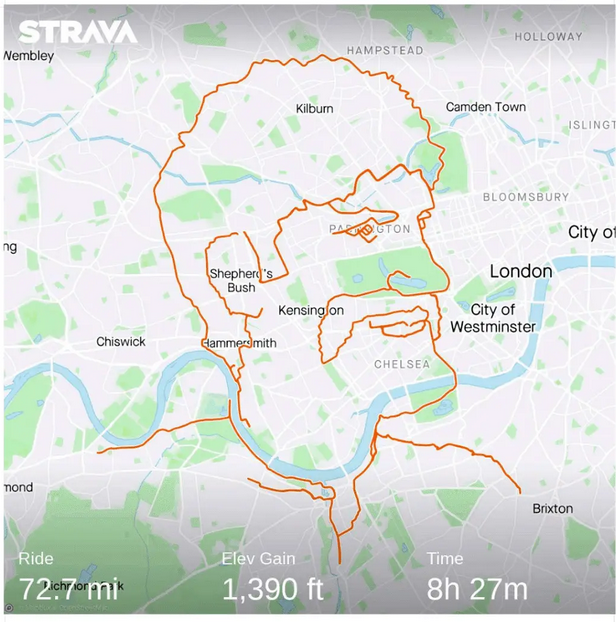 STRAVA
HAMPSTEAD
HOLLOWAY
Wembley
Kilburn
Camden Town
ISLINGT
BLOOMSBURY
PADDINGTON
ng
City of
Shepherd's
Bush
London
Kensington
City of
Westminster
Chiswick
Hammersmith
CHELSEA
mond
Brixton
Ride
Elev Gain
Time
72.7 mi
1,390 ft
8h 27m
Richmond Park